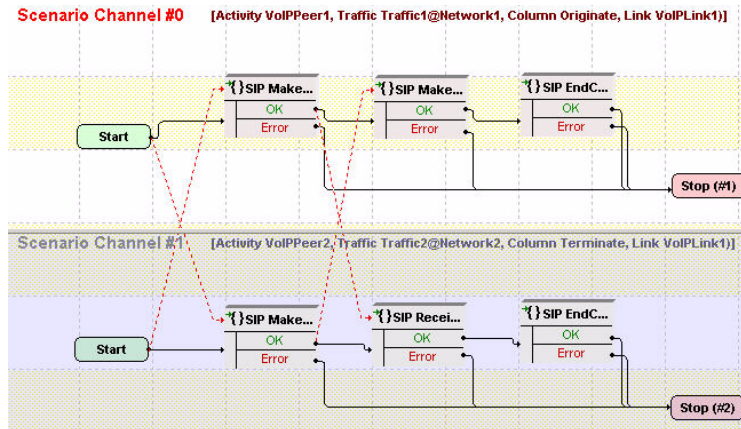 Scenario Channel #0 [Activity VoIPPeer1, Traffic Traffic1@Network1, Column Originate, Link VoIPLink1)]
{}SIP Make... {}SIP Make... {}SIP EndC...
OK OK OK
Error Error Error
Start
Stop (#1)
Scenario Channel #1 [Activity VoIPPeer2, Traffic Traffic2@Network2, Column Terminate, Link VoIPLink1)]
{}SIP Make... {}SIP Recei... {}SIP EndC...
OK OK OK
Error Error Error
Start
Stop (#2)